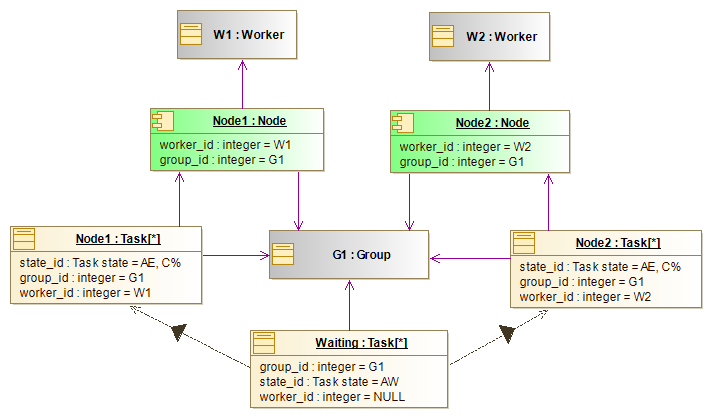 W1 : Worker
W2 : Worker
Node1 : Node
worker_id : integer = W1
group_id : integer = G1
Node2 : Node
worker_id : integer = W2
group_id : integer = G1
Node1 : Task[*]
state_id : Task state = AE, C%
group_id : integer = G1
worker_id : integer = W1
G1 : Group
Node2 : Task[*]
state_id : Task state = AE, C%
group_id : integer = G1
worker_id : integer = W2
Waiting : Task[*]
group_id : integer = G1
state_id : Task state = AW
worker_id : integer = NULL